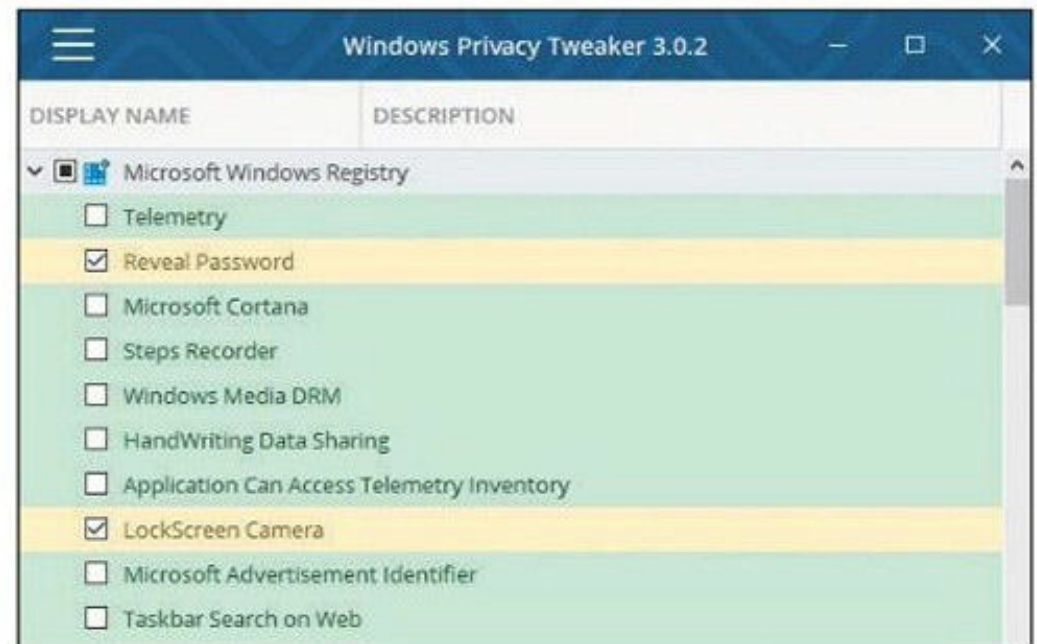 Windows Privacy Tweaker 3.0.2
DISPLAY NAME DESCRIPTION
Microsoft Windows Registry
Telemetry
Reveal Password
Microsoft Cortana
Steps Recorder
Windows Media DRM
HandWriting Data Sharing
Application Can Access Telemetry Inventory
LockScreen Camera
Microsoft Advertisement Identifier
Taskbar Search on Web